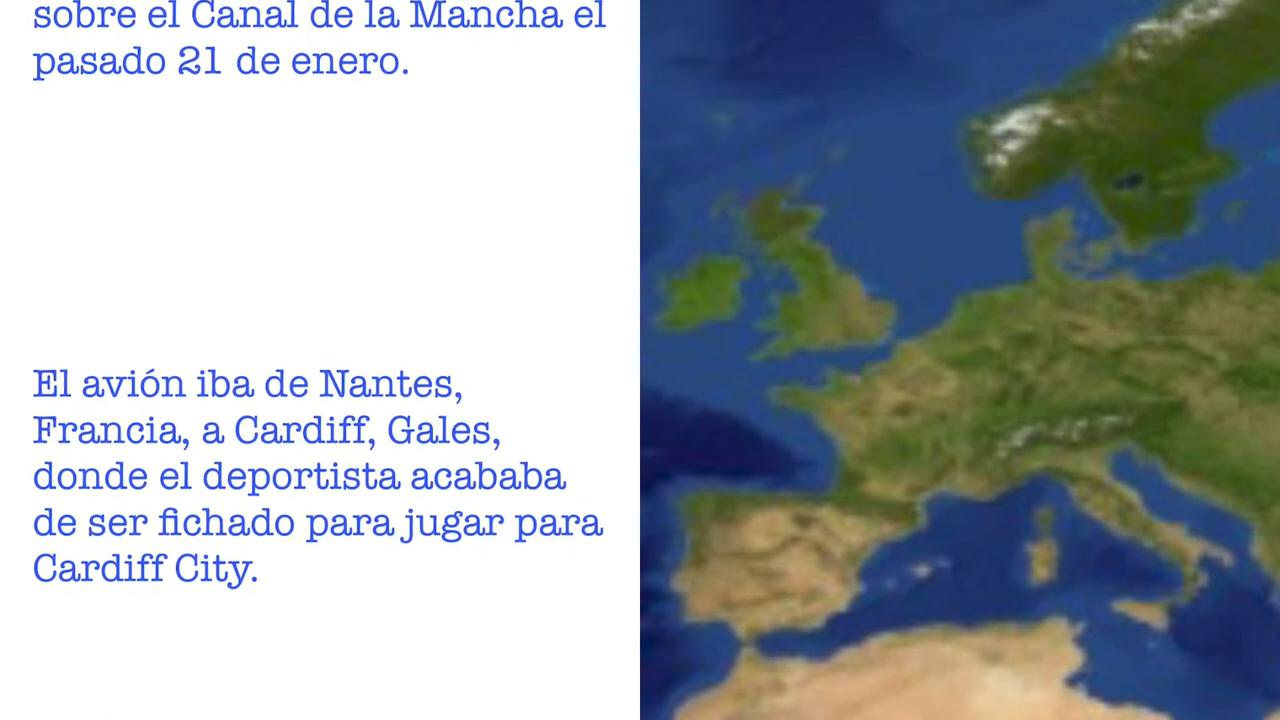 sobre el Canal de la Mancha el
pasado 21 de enero.
El avión iba de Nantes,
Francia, a Cardiff, Gales,
donde el deportista acababa
de ser fichado para jugar para
Cardiff City.